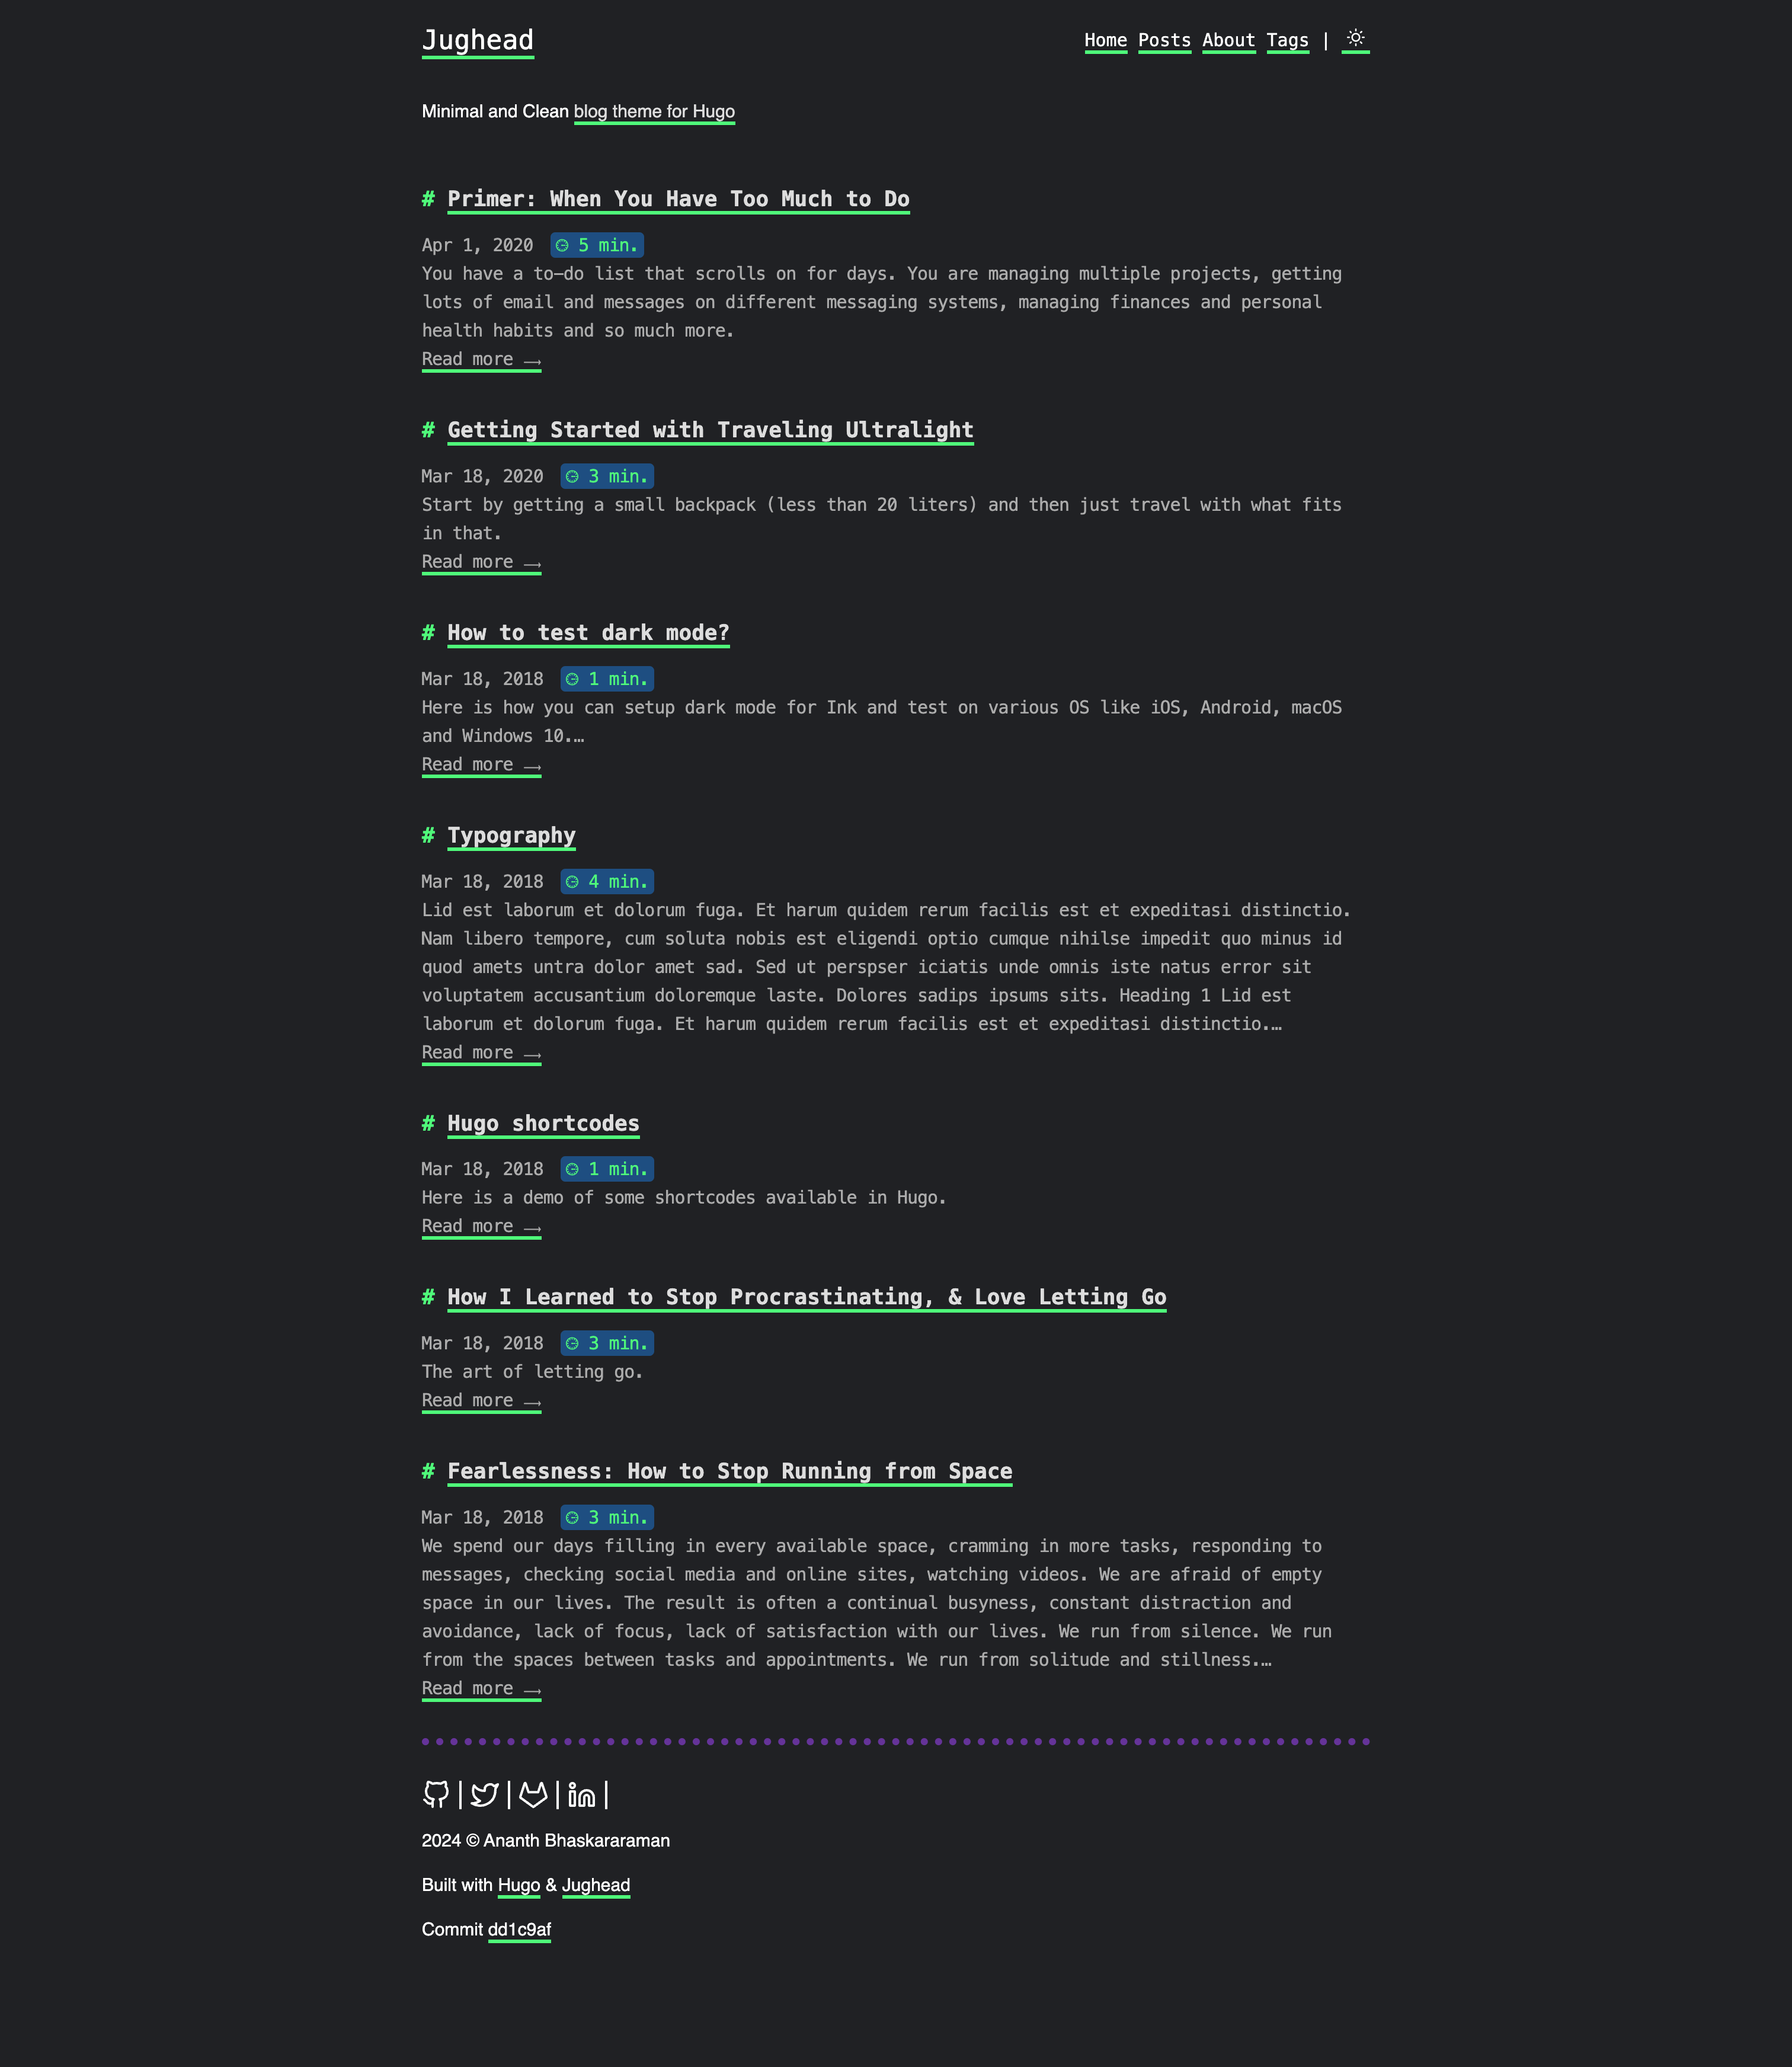 Jughead
Home Posts About Tags |
Minimal and Clean blog theme for Hugo
# Primer: When You Have Too Much to Do
Apr 1, 2020 5 min.
You have a to-do list that scrolls on for days. You are managing multiple projects, getting
lots of email and messages on different messaging systems, managing finances and personal
health habits and so much more.
Read more ⟶
# Getting Started with Traveling Ultralight
Mar 18, 2020 3 min.
Start by getting a small backpack (less than 20 liters) and then just travel with what fits
in that.
Read more ⟶
# How to test dark mode?
Mar 18, 2018 1 min.
Here is how you can setup dark mode for Ink and test on various OS like iOS, Android, macOS
and Windows 10.…
Read more ⟶
# Typography
Mar 18, 2018 4 min.
Lid est laborum et dolorum fuga. Et harum quidem rerum facilis est et expeditasi distinctio.
Nam libero tempore, cum soluta nobis est eligendi optio cumque nihilse impedit quo minus id
quod amets untra dolor amet sad. Sed ut perspser iciatis unde omnis iste natus error sit
voluptatem accusantium doloremque laste. Dolores sadips ipsums sits. Heading 1 Lid est
laborum et dolorum fuga. Et harum quidem rerum facilis est et expeditasi distinctio.…
Read more ⟶
# Hugo shortcodes
Mar 18, 2018 1 min.
Here is a demo of some shortcodes available in Hugo.
Read more ⟶
# How I Learned to Stop Procrastinating, & Love Letting Go
Mar 18, 2018 3 min.
The art of letting go.
Read more ⟶
# Fearlessness: How to Stop Running from Space
Mar 18, 2018 3 min.
We spend our days filling in every available space, cramming in more tasks, responding to
messages, checking social media and online sites, watching videos. We are afraid of empty
space in our lives. The result is often a continual busyness, constant distraction and
avoidance, lack of focus, lack of satisfaction with our lives. We run from silence. We run
from the spaces between tasks and appointments. We run from solitude and stillness.…
Read more ⟶
| | in |
2024 © Ananth Bhaskararaman
Built with Hugo & Jughead
Commit dd1c9af